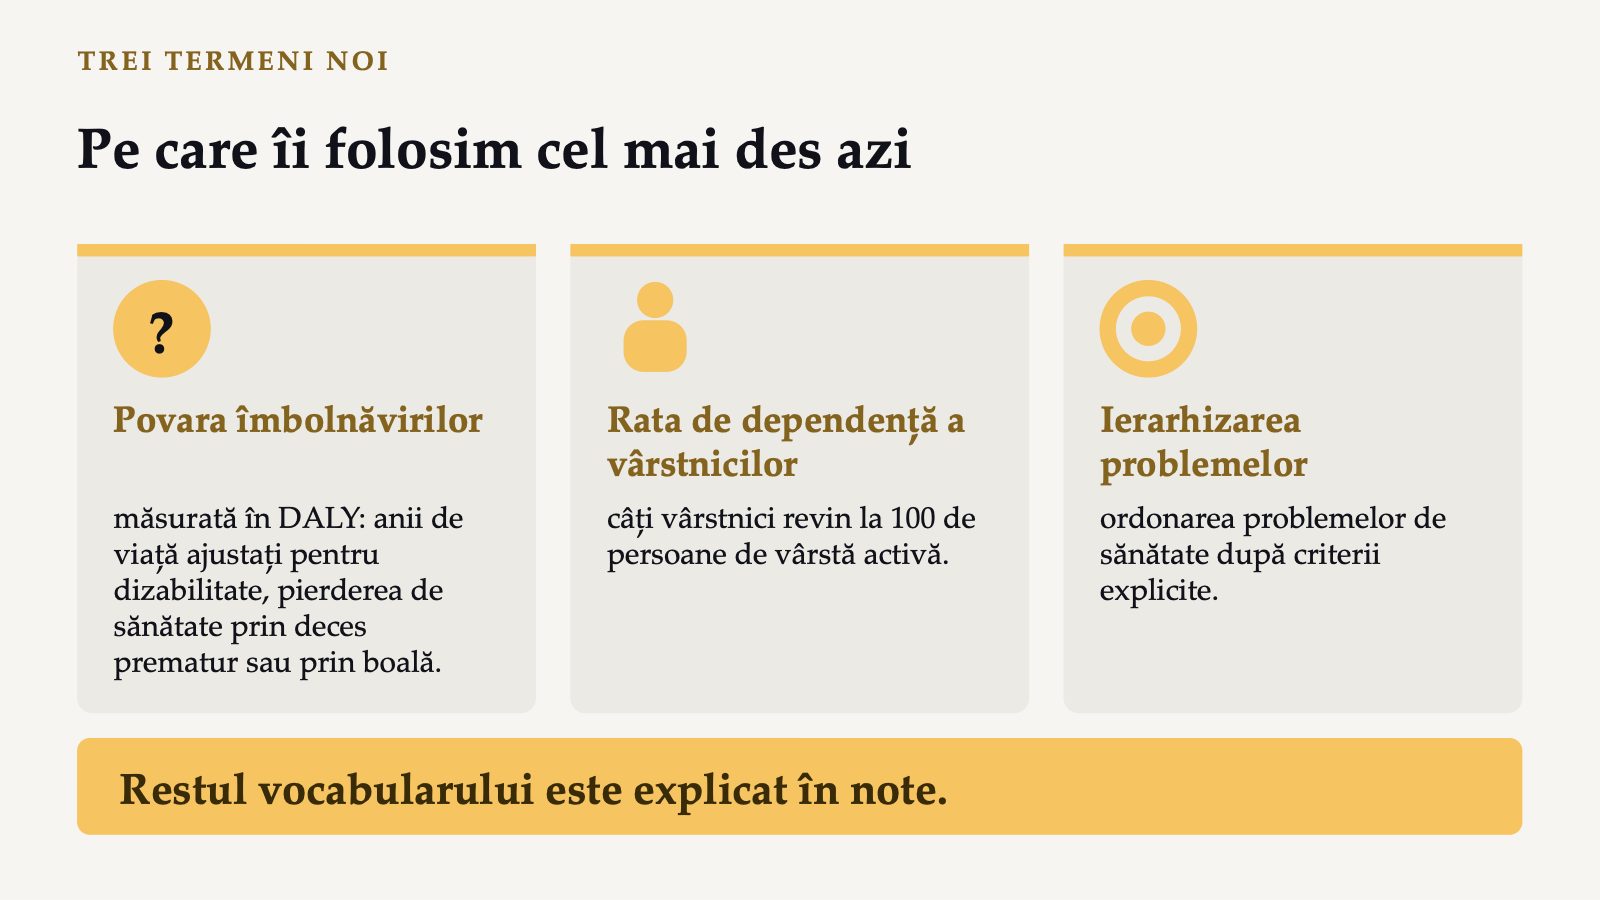 TREI TERMENI NOI
Pe care îi folosim cel mai des azi
?
Povara îmbolnăvirilor
măsurată în DALY: anii de
viață ajustați pentru
dizabilitate, pierderea de
sănătate prin deces
prematur sau prin boală.
Rata de dependență a
vârstnicilor
câți vârstnici revin la 100 de
persoane de vârstă activă.
Ierarhizarea
problemelor
ordonarea problemelor de
sănătate după criterii
explicite.
Restul vocabularului este explicat în note.